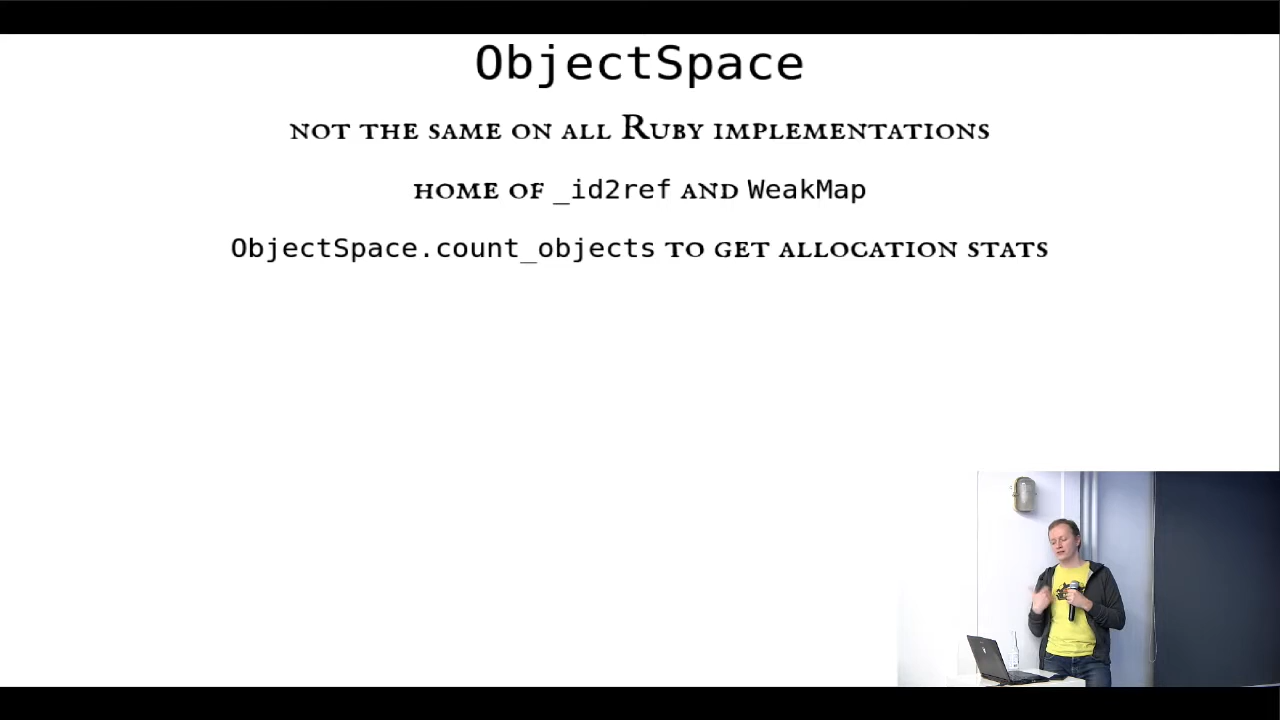 ObjectSpace
not the same on all Ruby implementations
home of _id2ref and WeakMap
ObjectSpace.count_objects to get allocation stats